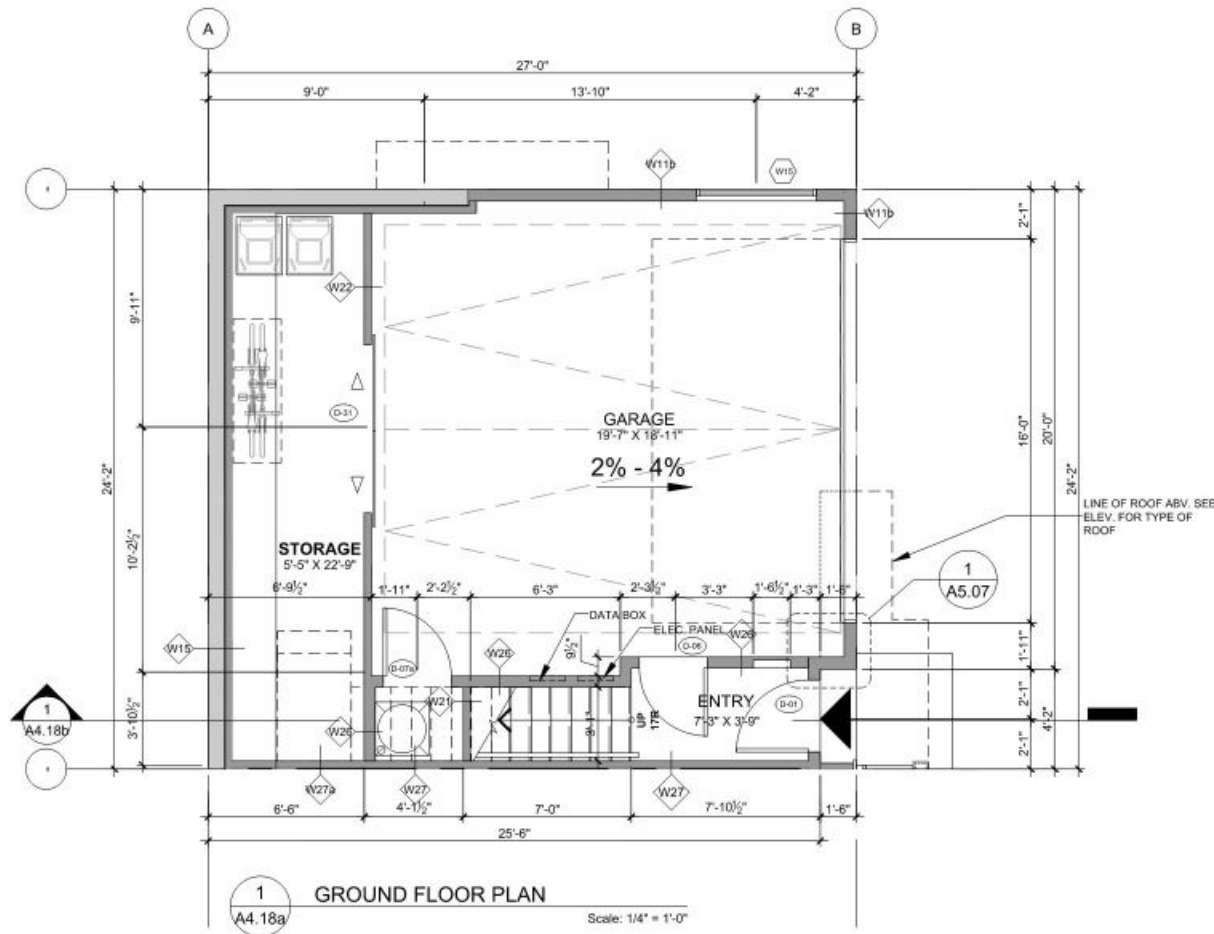 A
B
27'-0"
9'-0"
13'-10"
4'-2"
W11b
W15
W11b
2'-1"
W22
9'-11"
D-31
GARAGE
19'-7" X 18'-11"
2% - 4%
16'-0"
20'-0"
24'-2"
24'-2"
LINE OF ROOF ABV. SEE
ELEV. FOR TYPE OF
ROOF
10'-2½"
STORAGE
5'-5" X 22'-9"
1
A5.07
6'-9½"
1'-11"
2'-2½"
6'-3"
2'-3½"
3'-3"
1'-6½"
1'-3"
1'-6"
DATA BOX
ELEC. PANEL
W26
W15
D-07a
W26
9½"
D-06
1'-11"
1
A4.18b
W21
3'-1"
UP
17R
ENTRY
7'-3" X 3'-9"
D-01
2'-1"
4'-2"
3'-10½"
W26
2'-1"
W27a
W27
W27
6'-6"
4'-1½"
7'-0"
7'-10½"
1'-6"
25'-6"
1
A4.18a
GROUND FLOOR PLAN
Scale: 1/4" = 1'-0"